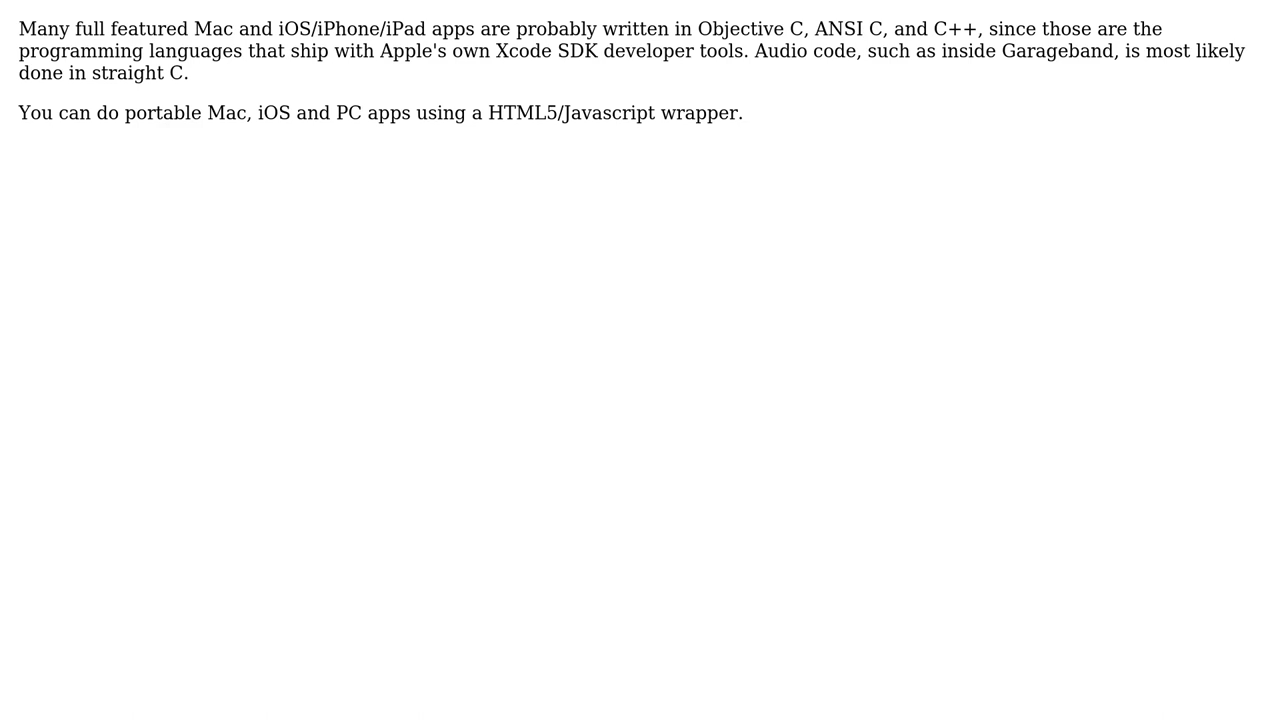 Many full featured Mac and iOS/iPhone/iPad apps are probably written in Objective C, ANSI C, and C++, since those are the
programming languages that ship with Apple's own Xcode SDK developer tools. Audio code, such as inside Garageband, is most likely
done in straight C.
You can do portable Mac, iOS and PC apps using a HTML5/Javascript wrapper.